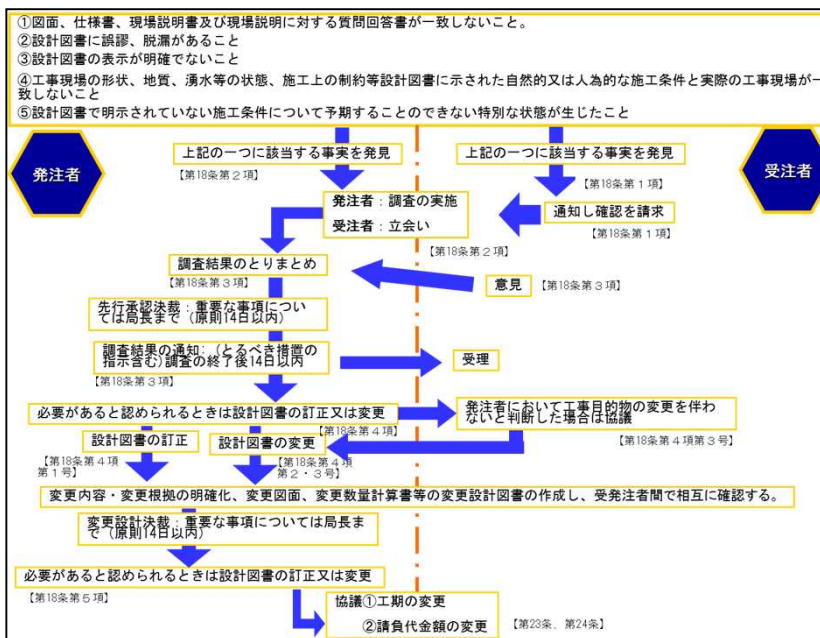 ①図面、仕様書、現場説明書及び現場説明に対する質問回答書が一致しないこと。
②設計図書に誤謬、脱漏があること
③設計図書の表示が明確でないこと
④工事現場の形状、地質、湧水等の状態、施工上の制約等設計図書に示された自然的又は人為的な施工条件と実際の工事現場が一
致しないこと
⑤設計図書で明示されていない施工条件について予期することのできない特別な状態が生じたこと
発注者
受注者
上記の一つに該当する事実を発見
【第18条第２項】
上記の一つに該当する事実を発見
【第18条第１項】
発注者：調査の実施
受注者：立会い
【第18条第２項】
通知し確認を請求
【第18条第１項】
調査結果のとりまとめ
【第18条第３項】
意見
【第18条第３項】
先行承認決裁：重要な事項につい
ては局長まで（原則14日以内）
調査結果の通知：（とるべき措置の
指示含む）調査の終了後14日以内
【第18条第３項】
受理
必要があると認められるときは設計図書の訂正又は変更
【第18条第４項】
発注者において工事目的物の変更を伴わ
ないと判断した場合は協議
【第18条第４項第３号】
設計図書の訂正
【第18条第４項
第１号】
設計図書の変更
【第18条第４項
第２・３号】
変更内容・変更根拠の明確化、変更図面、変更数量計算書等の変更設計図書の作成し、受発注者間で相互に確認する。
変更設計決裁：重要な事項については局長ま
で（原則14日以内）
必要があると認められるときは設計図書の訂正又は変更
【第18条第５項】
協議①工期の変更
②請負代金額の変更
【第23条、第24条】